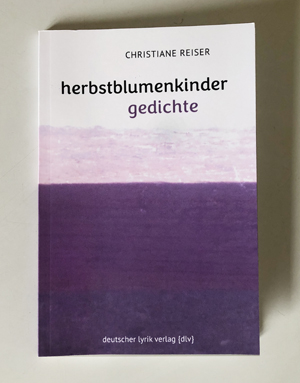 CHRISTIANE REISER
herbstblumenkinder
gedichte
deutscher lyrik verlag {dlv}